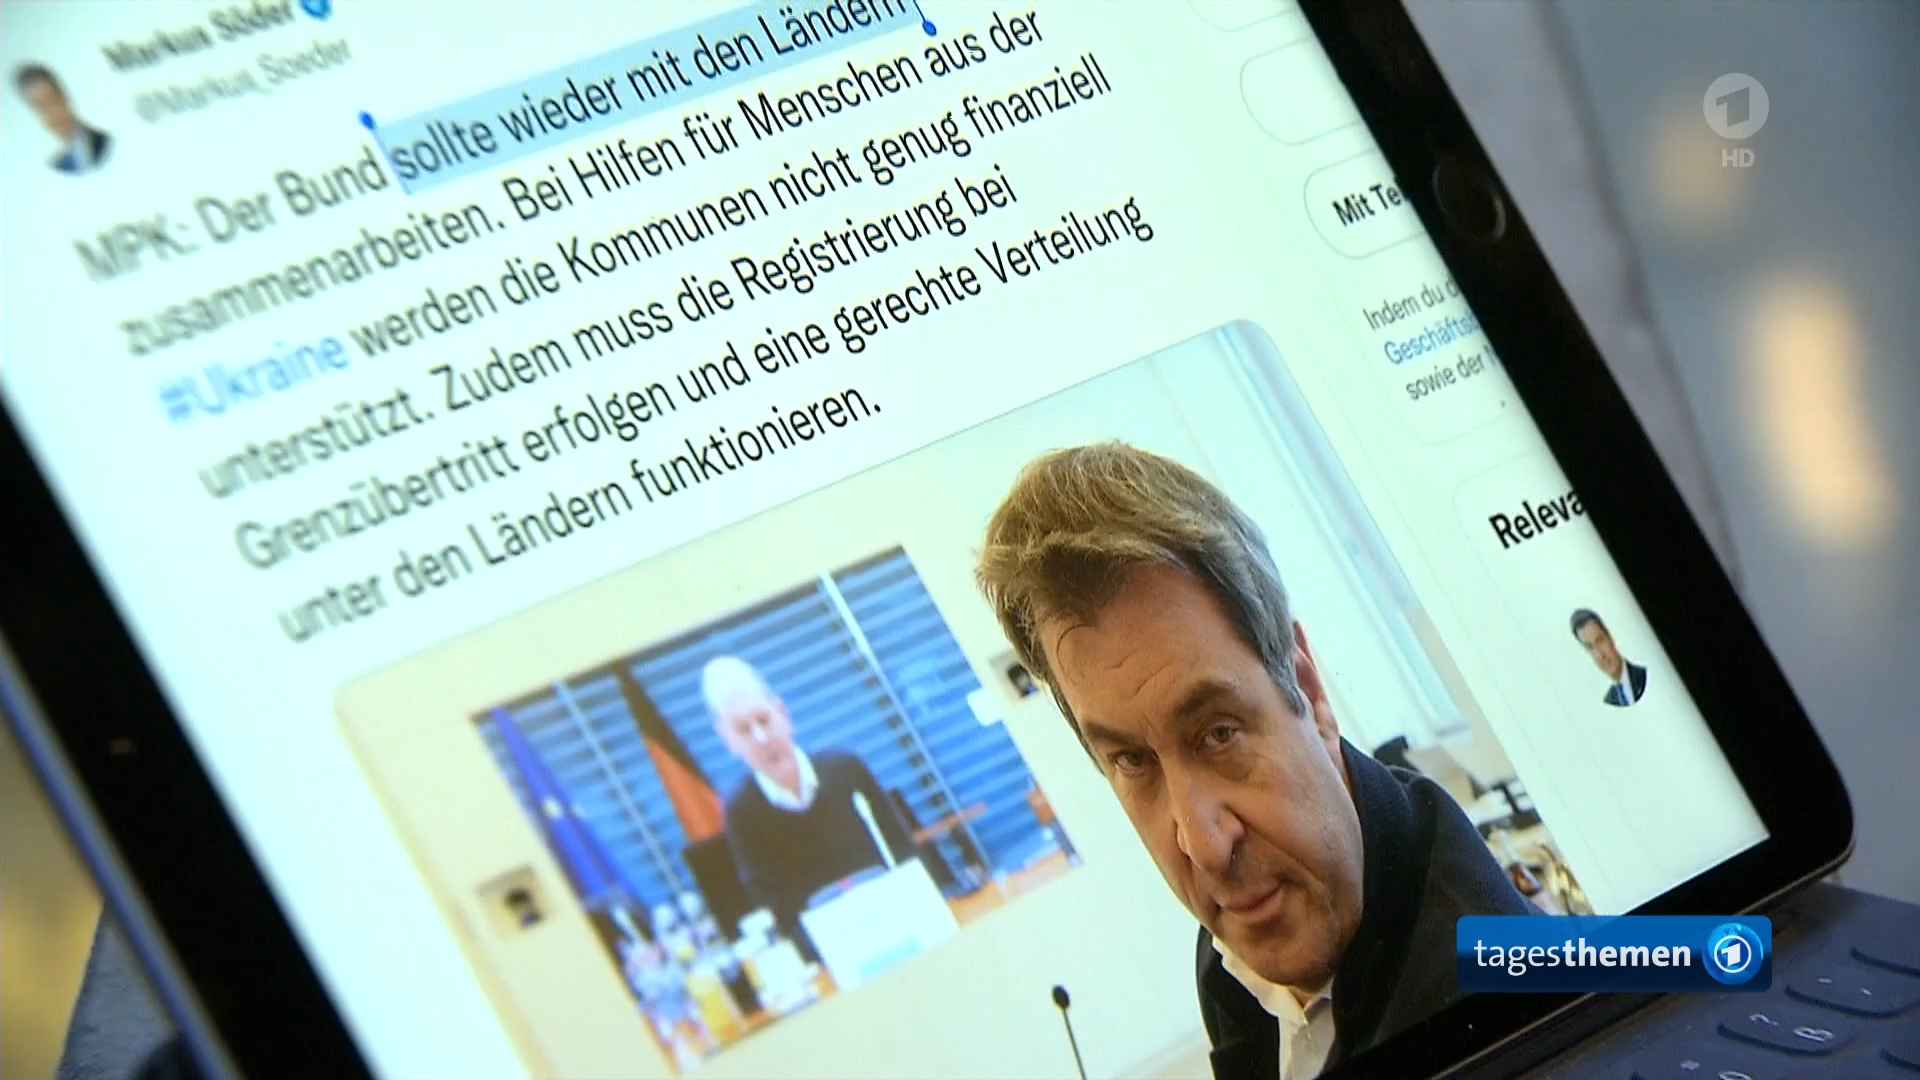 Markus Söder
@Markus_Soeder
MPK: Der Bund sollte wieder mit den Ländern
zusammenarbeiten. Bei Hilfen für Menschen aus der
#Ukraine werden die Kommunen nicht genug finanziell
unterstützt. Zudem muss die Registrierung bei
Grenzübertritt erfolgen und eine gerechte Verteilung
unter den Ländern funktionieren.
Mit Te
Indem du d
Geschäfts
sowie der
Releva
1
HD
tagesthemen 1